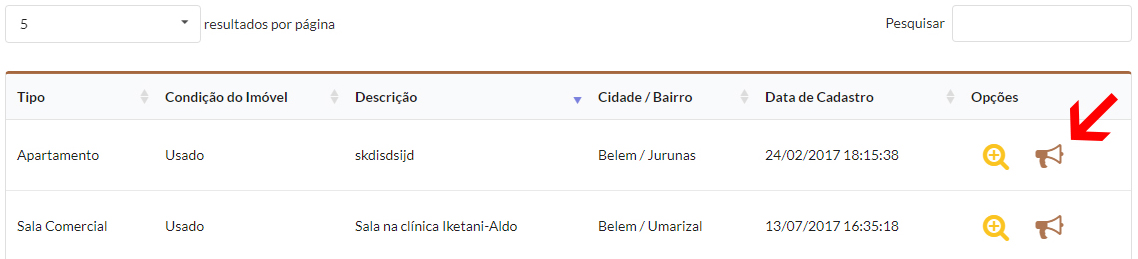 5 resultados por página Pesquisar
Tipo Condição do Imóvel Descrição Cidade / Bairro Data de Cadastro Opções
Apartamento Usado skdisdsijd Belem / Jurunas 24/02/2017 18:15:38
Sala Comercial Usado Sala na clínica Iketani-Aldo Belem / Umarizal 13/07/2017 16:35:18